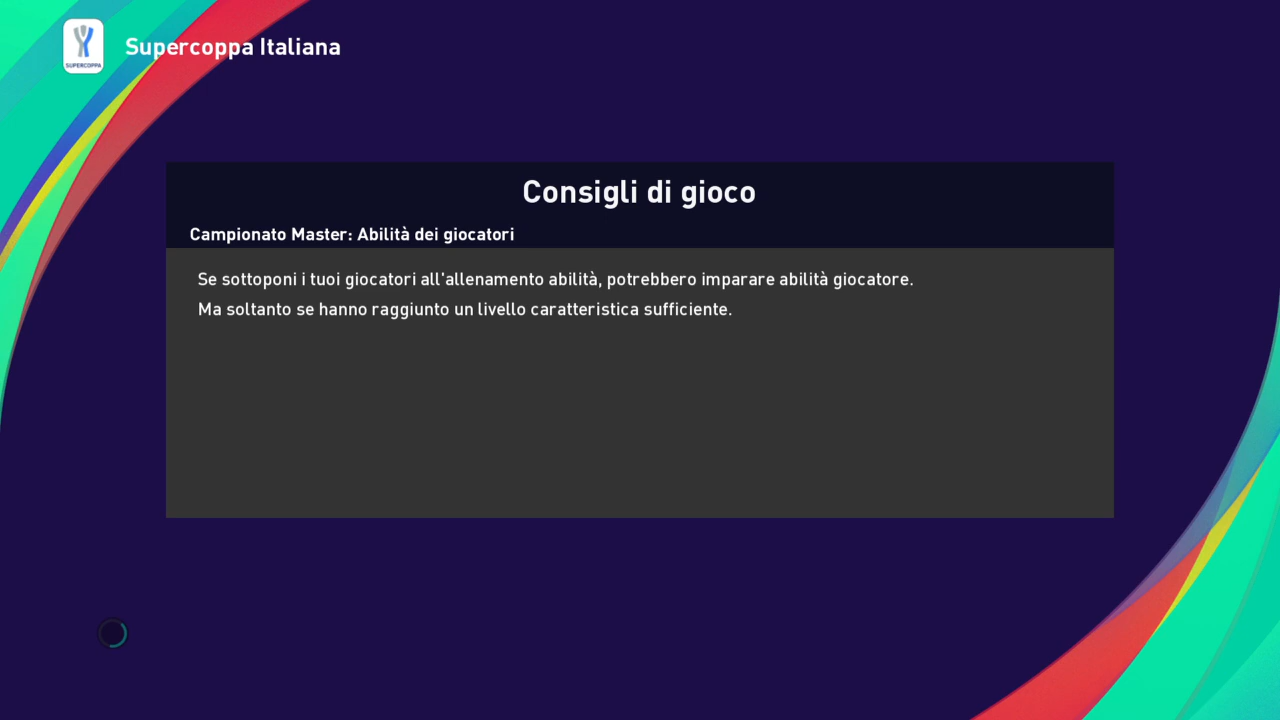 SUPERCOPPA
Supercoppa Italiana
Consigli di gioco
Campionato Master: Abilità dei giocatori
Se sottoponi i tuoi giocatori all'allenamento abilità, potrebbero imparare abilità giocatore.
Ma soltanto se hanno raggiunto un livello caratteristica sufficiente.